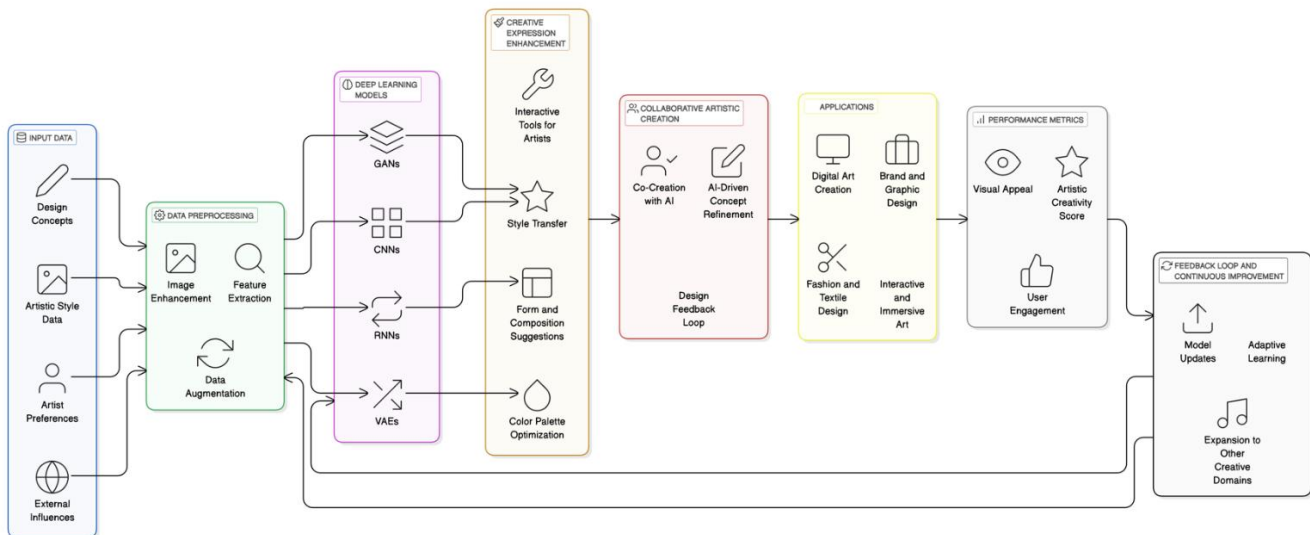 INPUT DATA
Design
Concepts
Artistic Style
Data
Artist
Preferences
External
Influences
DATA PREPROCESSING
Image
Enhancement
Feature
Extraction
Data
Augmentation
DEEP LEARNING
MODELS
GANs
CNNs
RNNs
VAEs
CREATIVE
EXPRESSION
ENHANCEMENT
Interactive
Tools for
Artists
Style Transfer
Form and
Composition
Suggestions
Color Palette
Optimization
COLLABORATIVE ARTISTIC
CREATION
Co-Creation
with AI
AI-Driven
Concept
Refinement
Design
Feedback
Loop
APPLICATIONS
Digital Art
Creation
Brand and
Graphic
Design
Fashion and
Textile
Design
Interactive
and
Immersive
Art
PERFORMANCE METRICS
Visual Appeal
Artistic
Creativity
Score
User
Engagement
FEEDBACK LOOP AND
CONTINUOUS IMPROVEMENT
Model
Updates
Adaptive
Learning
Expansion to
Other
Creative
Domains